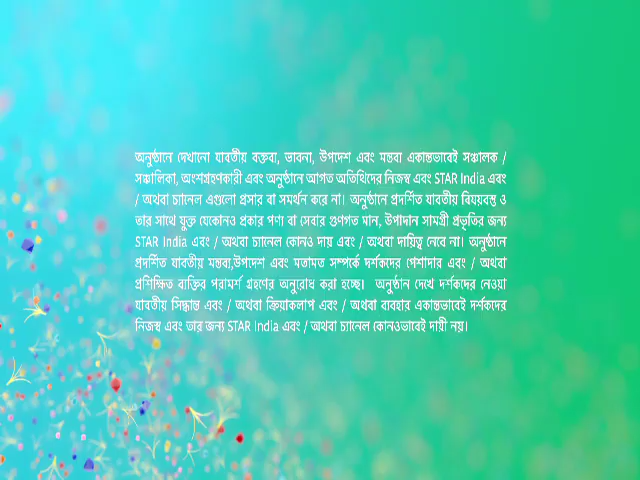 অনুষ্ঠানে দেখানো যাবতীয় বক্তব্য, ভাবনা, উপদেশ এবং মন্তব্য একান্তভাবেই সঞ্চালক /
সঞ্চালিকা, অংশগ্রহণকারী এবং অনুষ্ঠানে আগত অতিথিদের নিজস্ব এবং STAR India এবং
/ অথবা চ্যানেল এগুলো প্রসার বা সমর্থন করে না। অনুষ্ঠানে প্রদর্শিত যাবতীয় বিষয়বস্তু ও
তার সাথে যুক্ত যেকোনও প্রকার পণ্য বা সেবার গুণগত মান, উপাদান সামগ্রী প্রভৃতির জন্য
STAR India এবং / অথবা চ্যানেল কোনও দায় এবং / অথবা দায়িত্ব নেবে না। অনুষ্ঠানে
প্রদর্শিত যাবতীয় মন্তব্য,উপদেশ এবং মতামত সম্পর্কে দর্শকদের পেশাদার এবং / অথবা
প্রশিক্ষিত ব্যক্তির পরামর্শ গ্রহণের অনুরোধ করা হচ্ছে। অনুষ্ঠান দেখে দর্শকদের নেওয়া
যাবতীয় সিদ্ধান্ত এবং / অথবা ক্রিয়াকলাপ এবং / অথবা ব্যবহার একান্তভাবেই দর্শকদের
নিজস্ব এবং তার জন্য STAR India এবং / অথবা চ্যানেল কোনওভাবেই দায়ী নয়।